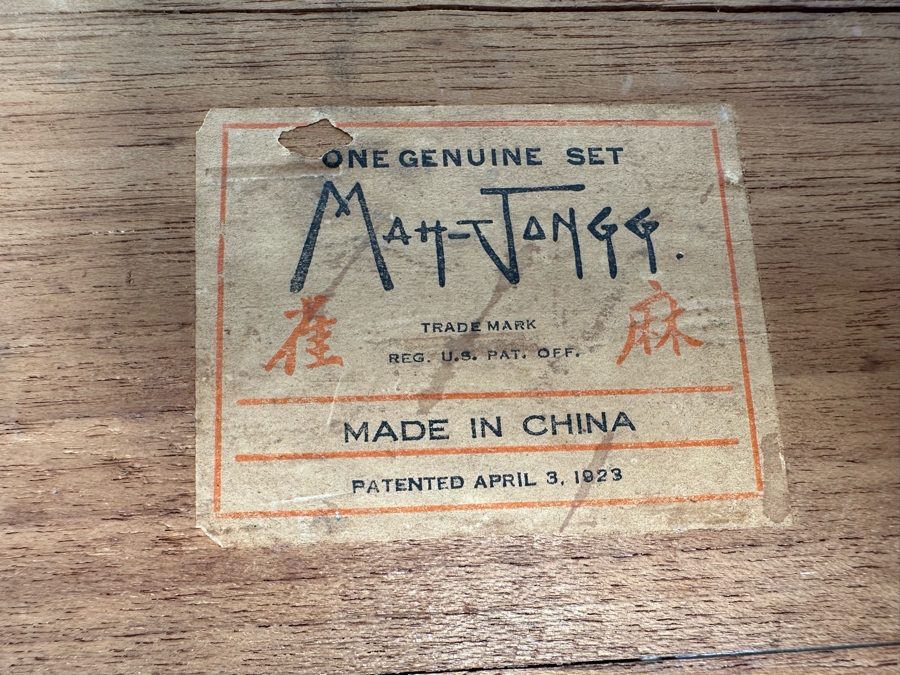 ONE GENUINE SET
MAH-JONGG.
雀 麻
TRADE MARK
REG. U.S. PAT. OFF.
MADE IN CHINA
PATENTED APRIL 3, 1923